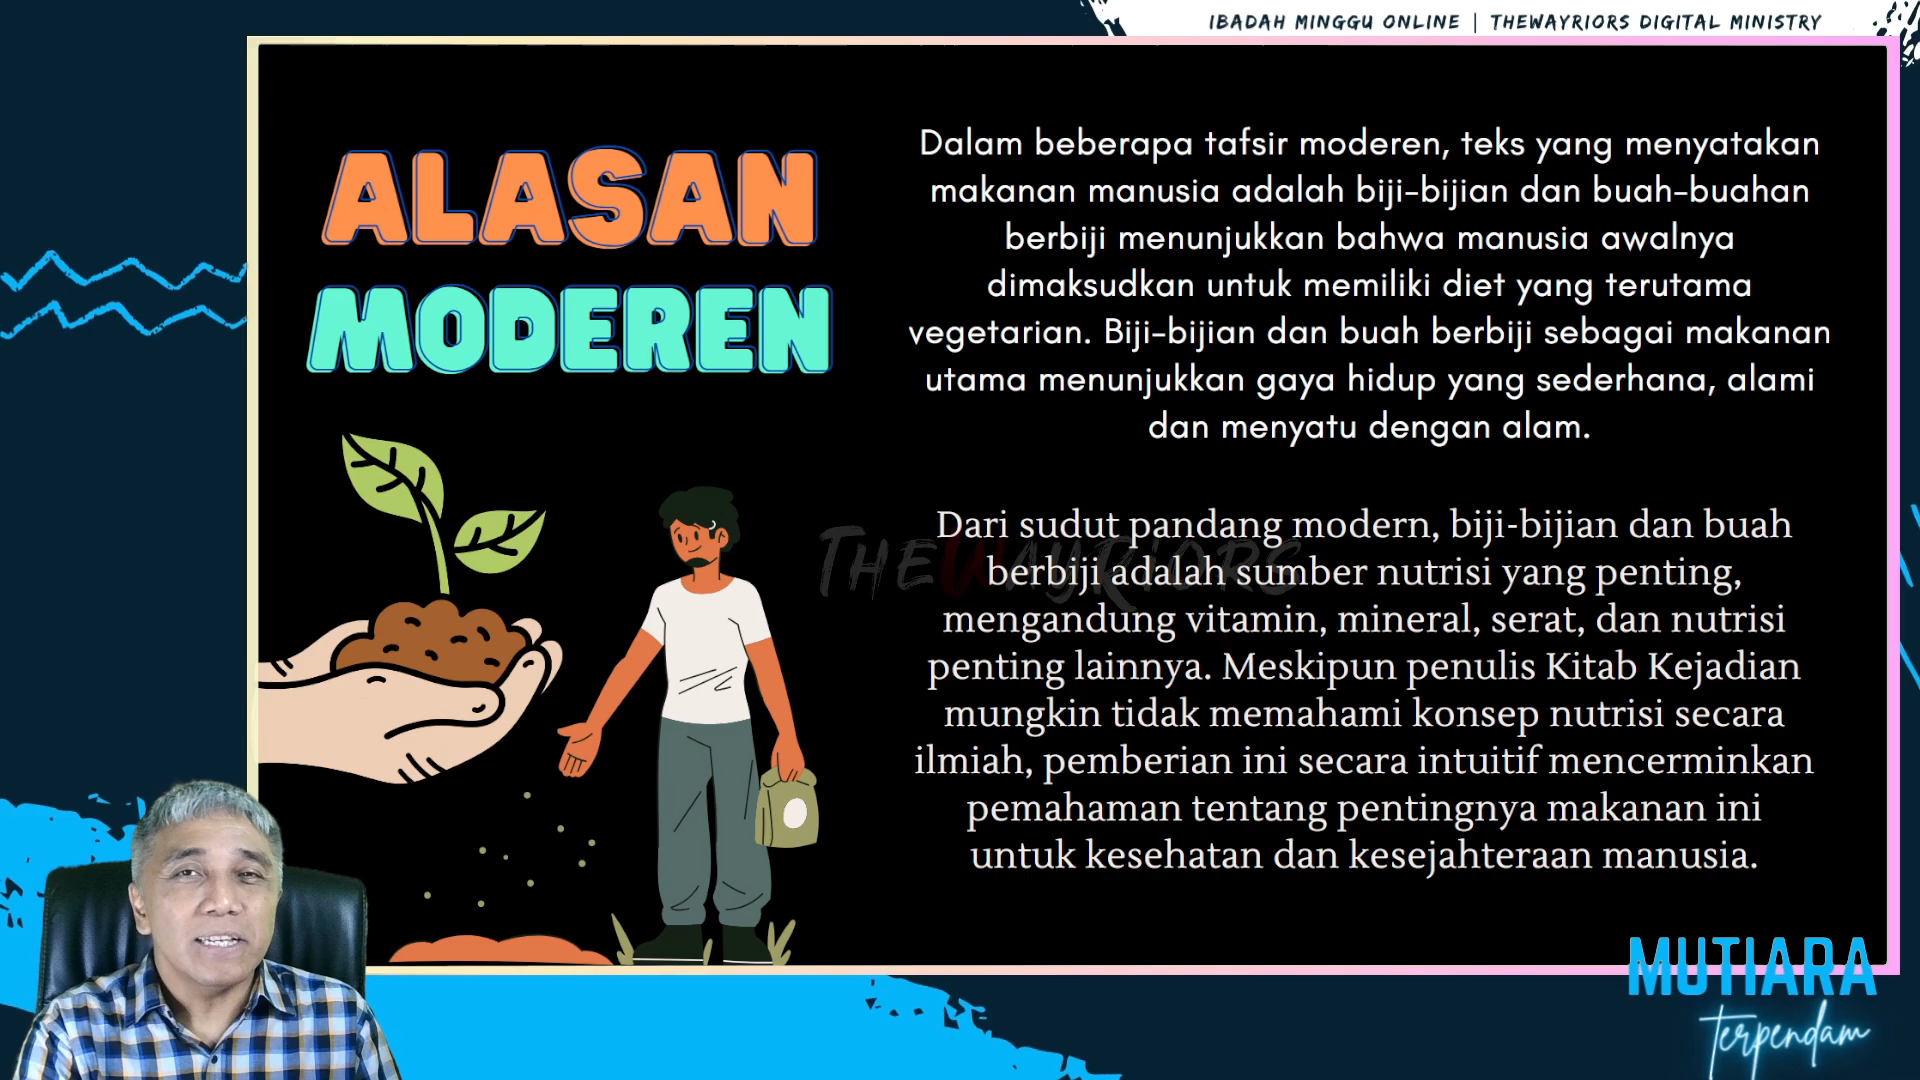 IBADAH MINGGU ONLINE | THEWAYRIORS DIGITAL MINISTRY
ALASAN
MODEREN
Dalam beberapa tafsir moderen, teks yang menyatakan
makanan manusia adalah biji-bijian dan buah-buahan
berbiji menunjukkan bahwa manusia awalnya
dimaksudkan untuk memiliki diet yang terutama
vegetarian. Biji-bijian dan buah berbiji sebagai makanan
utama menunjukkan gaya hidup yang sederhana, alami
dan menyatu dengan alam.
Dari sudut pandang modern, biji-bijian dan buah
berbiji adalah sumber nutrisi yang penting,
mengandung vitamin, mineral, serat, dan nutrisi
penting lainnya. Meskipun penulis Kitab Kejadian
mungkin tidak memahami konsep nutrisi secara
ilmiah, pemberian ini secara intuitif mencerminkan
pemahaman tentang pentingnya makanan ini
untuk kesehatan dan kesejahteraan manusia.
THEWAYRIORS
MUTIARA
Terpendam